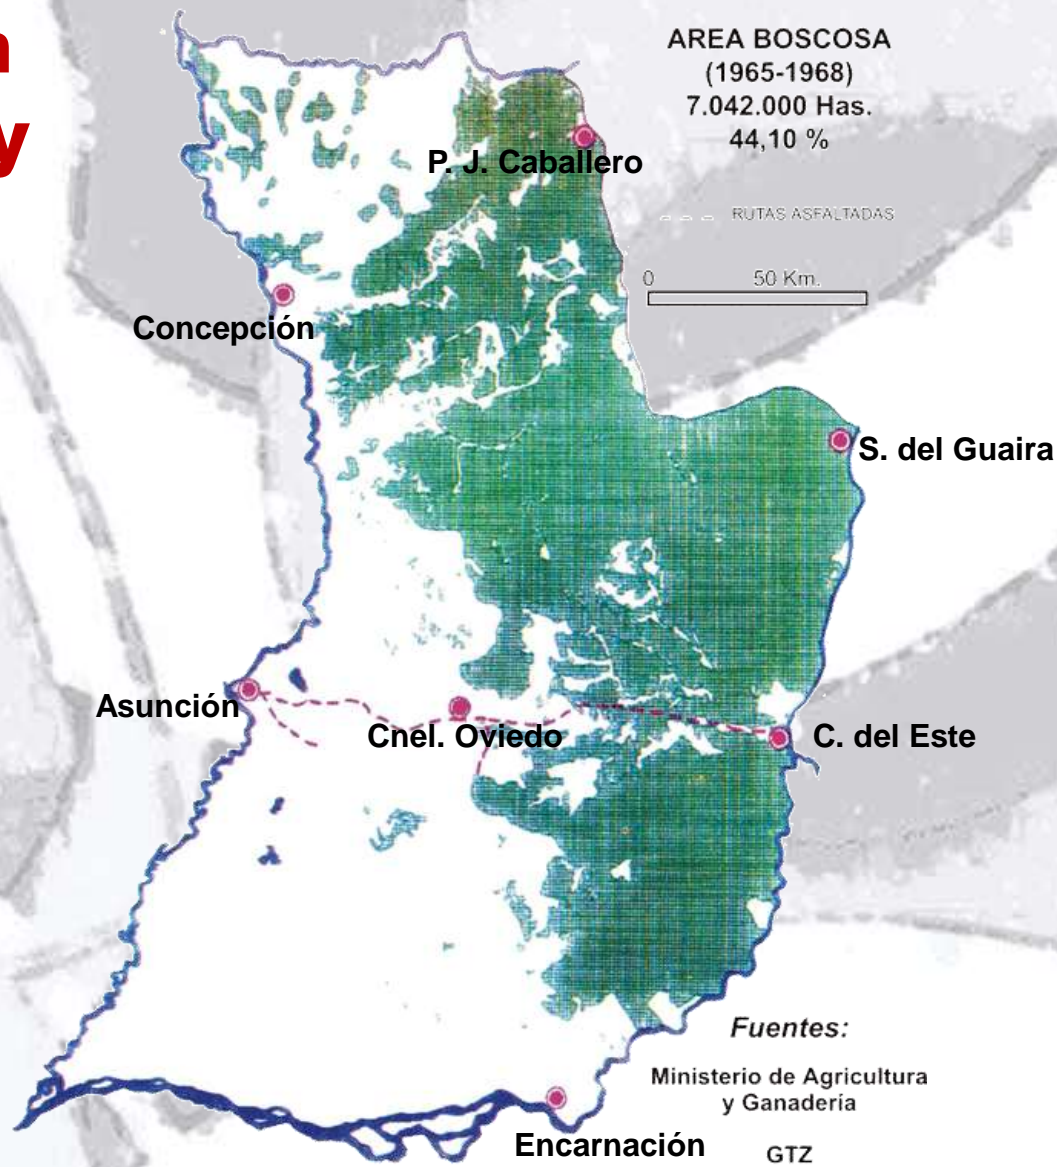 n
y
AREA BOSCOSA
(1965-1968)
7.042.000 Has.
44,10 %
P. J. Caballero
RUTAS ASFALTADAS
0 50 Km.
Concepción
S. del Guaira
Asunción
Cnel. Oviedo
C. del Este
Fuentes:
Ministerio de Agricultura
y Ganadería
Encarnación
GTZ